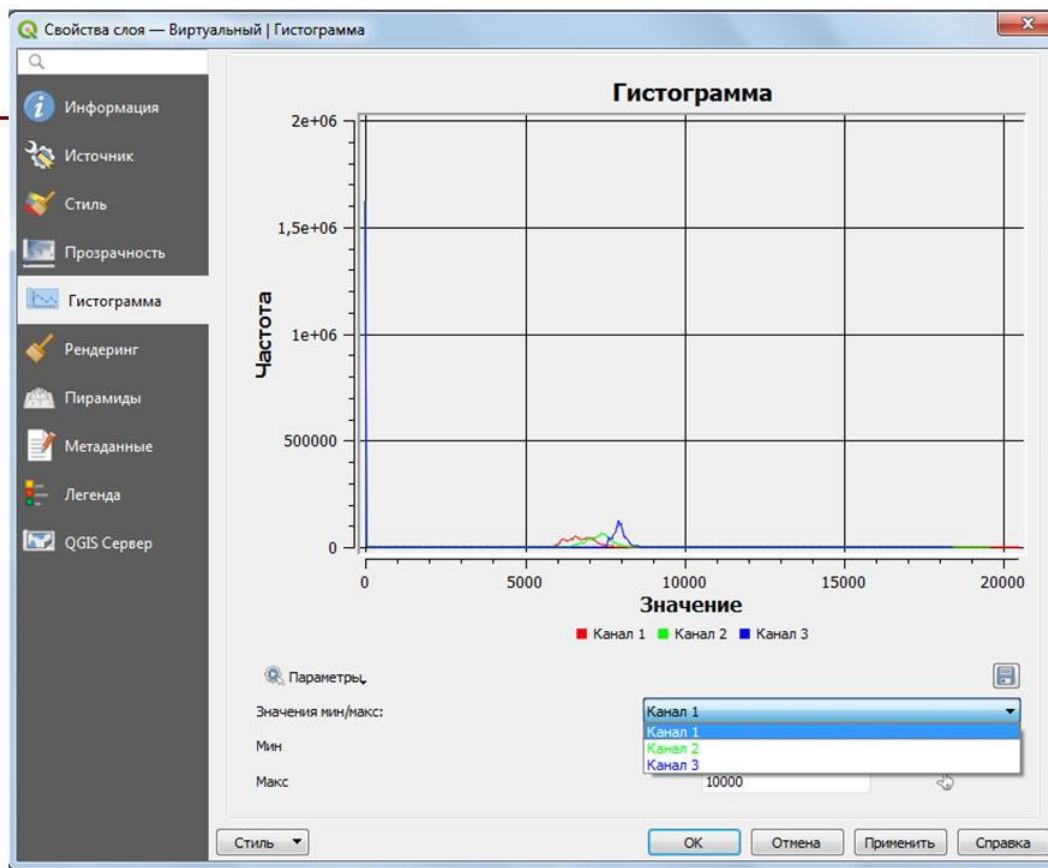 Свойства слоя — Виртуальный | Гистограмма
Информация
Источник
Стиль
Прозрачность
Гистограмма
Рендеринг
Пирамиды
Метаданные
Легенда
QGIS Сервер
Гистограмма
Частота
2e+06
1,5e+06
1e+06
500000
0
0 5000 10000 15000 20000
Значение
Канал 1 Канал 2 Канал 3
Параметры
Значения мин/макс: Канал 1
Канал 1
Канал 2
Канал 3
Мин
Макс 10000
Стиль OK Отмена Применить Справка